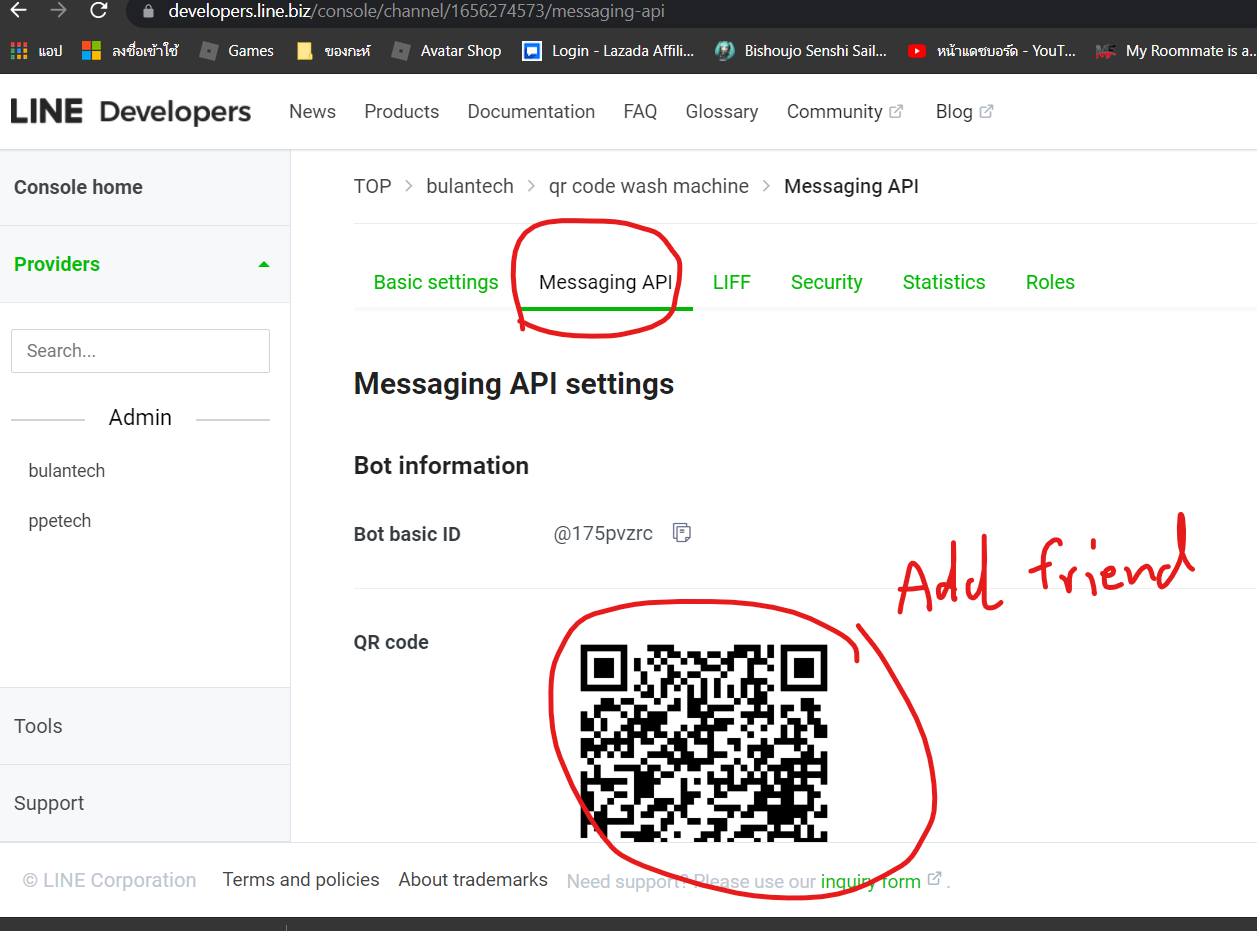 developers.line.biz/console/channel/1656274573/messaging-api
แอป ลงชื่อเข้าใช้ Games ของกะห์ Avatar Shop Login - Lazada Affili... Bishoujo Senshi Sail... หน้าแดชบอร์ด - YouT... My Roommate is a...
LINE Developers News Products Documentation FAQ Glossary Community Blog
Console home
TOP > bulantech > qr code wash machine > Messaging API
Providers
Basic settings Messaging API LIFF Security Statistics Roles
Search...
Messaging API settings
Admin
bulantech
Bot information
ppetech
Bot basic ID @175pvzrc
Add friend
QR code
Tools
Support
© LINE Corporation Terms and policies About trademarks Need support? Please use our inquiry form .